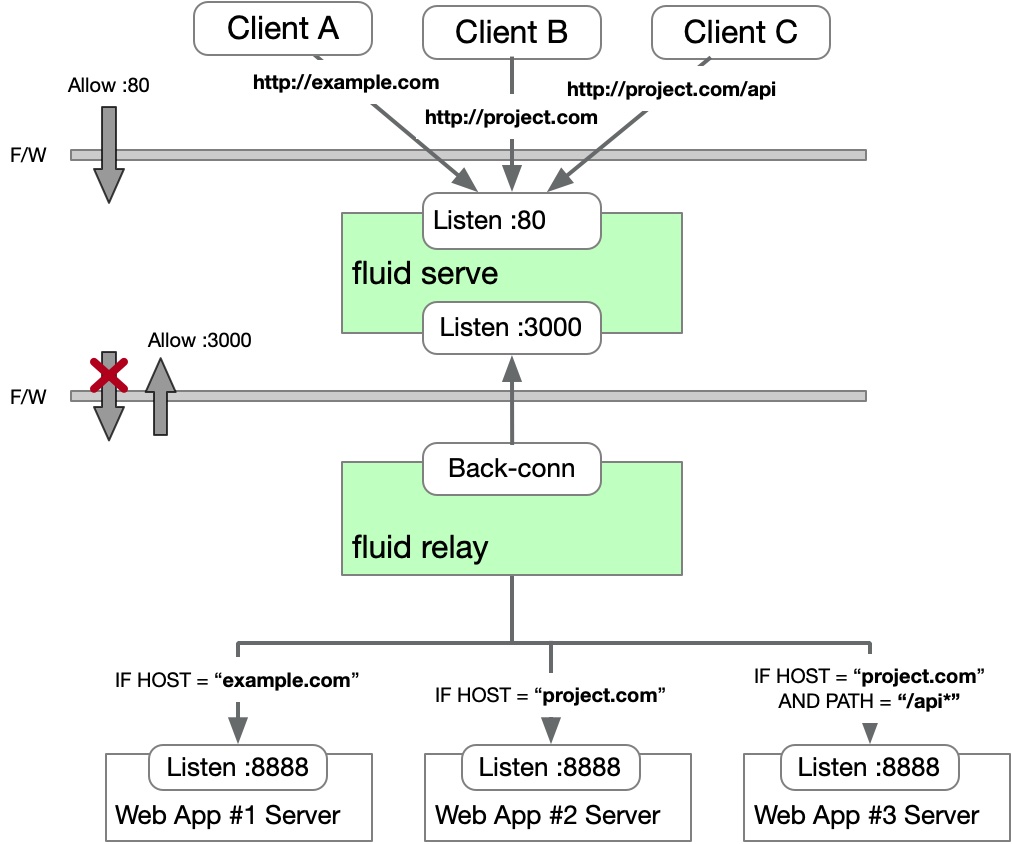 Client A
Client B
Client C
Allow :80
http://example.com
http://project.com/api
http://project.com
F/W
Listen :80
fluid serve
Listen :3000
Allow :3000
F/W
Back-conn
fluid relay
IF HOST = “example.com”
IF HOST = “project.com”
IF HOST = “project.com”
AND PATH = “/api*”
Listen :8888
Web App #1 Server
Listen :8888
Web App #2 Server
Listen :8888
Web App #3 Server